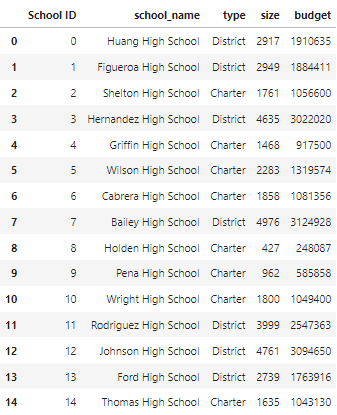 School ID school_name type size budget
0 0 Huang High School District 2917 1910635
1 1 Figueroa High School District 2949 1884411
2 2 Shelton High School Charter 1761 1056600
3 3 Hernandez High School District 4635 3022020
4 4 Griffin High School Charter 1468 917500
5 5 Wilson High School Charter 2283 1319574
6 6 Cabrera High School Charter 1858 1081356
7 7 Bailey High School District 4976 3124928
8 8 Holden High School Charter 427 248087
9 9 Pena High School Charter 962 585858
10 10 Wright High School Charter 1800 1049400
11 11 Rodriguez High School District 3999 2547363
12 12 Johnson High School District 4761 3094650
13 13 Ford High School District 2739 1763916
14 14 Thomas High School Charter 1635 1043130